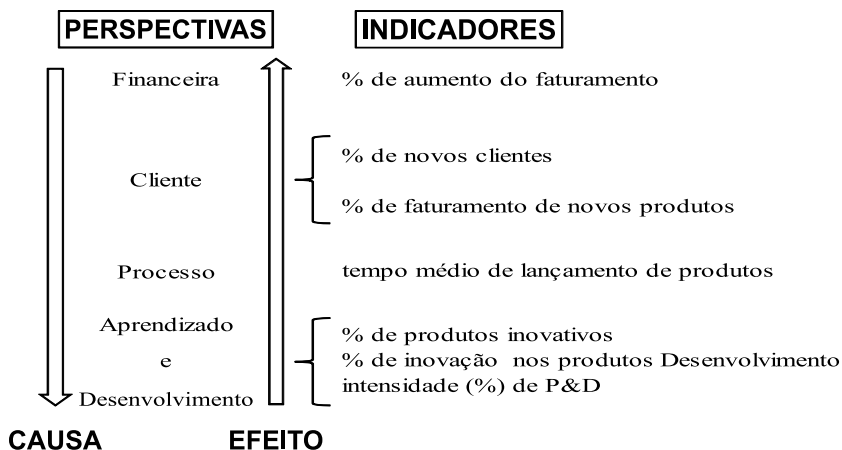 PERSPECTIVAS INDICADORES
Financeira % de aumento do faturamento
% de novos clientes
Cliente
% de faturamento de novos produtos
Processo tempo médio de lançamento de produtos
Aprendizado
% de produtos inovativos
e % de inovação nos produtos Desenvolvimento
intensidade (%) de P&D
Desenvolvimento
CAUSA EFEITO